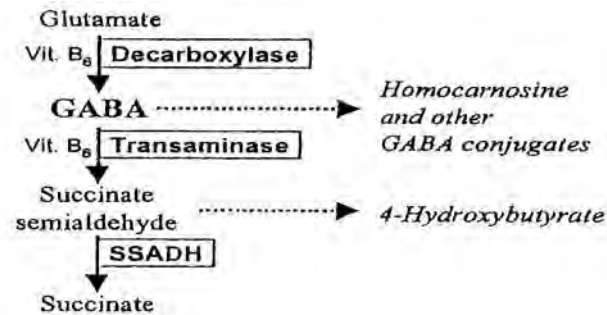 Glutamate
Vit. B6 Decarboxylase
GABA
Homocarnosine
and other
GABA conjugates
Vit. B6 Transaminase
Succinate
semialdehyde
4-Hydroxybutyrate
SSADH
Succinate